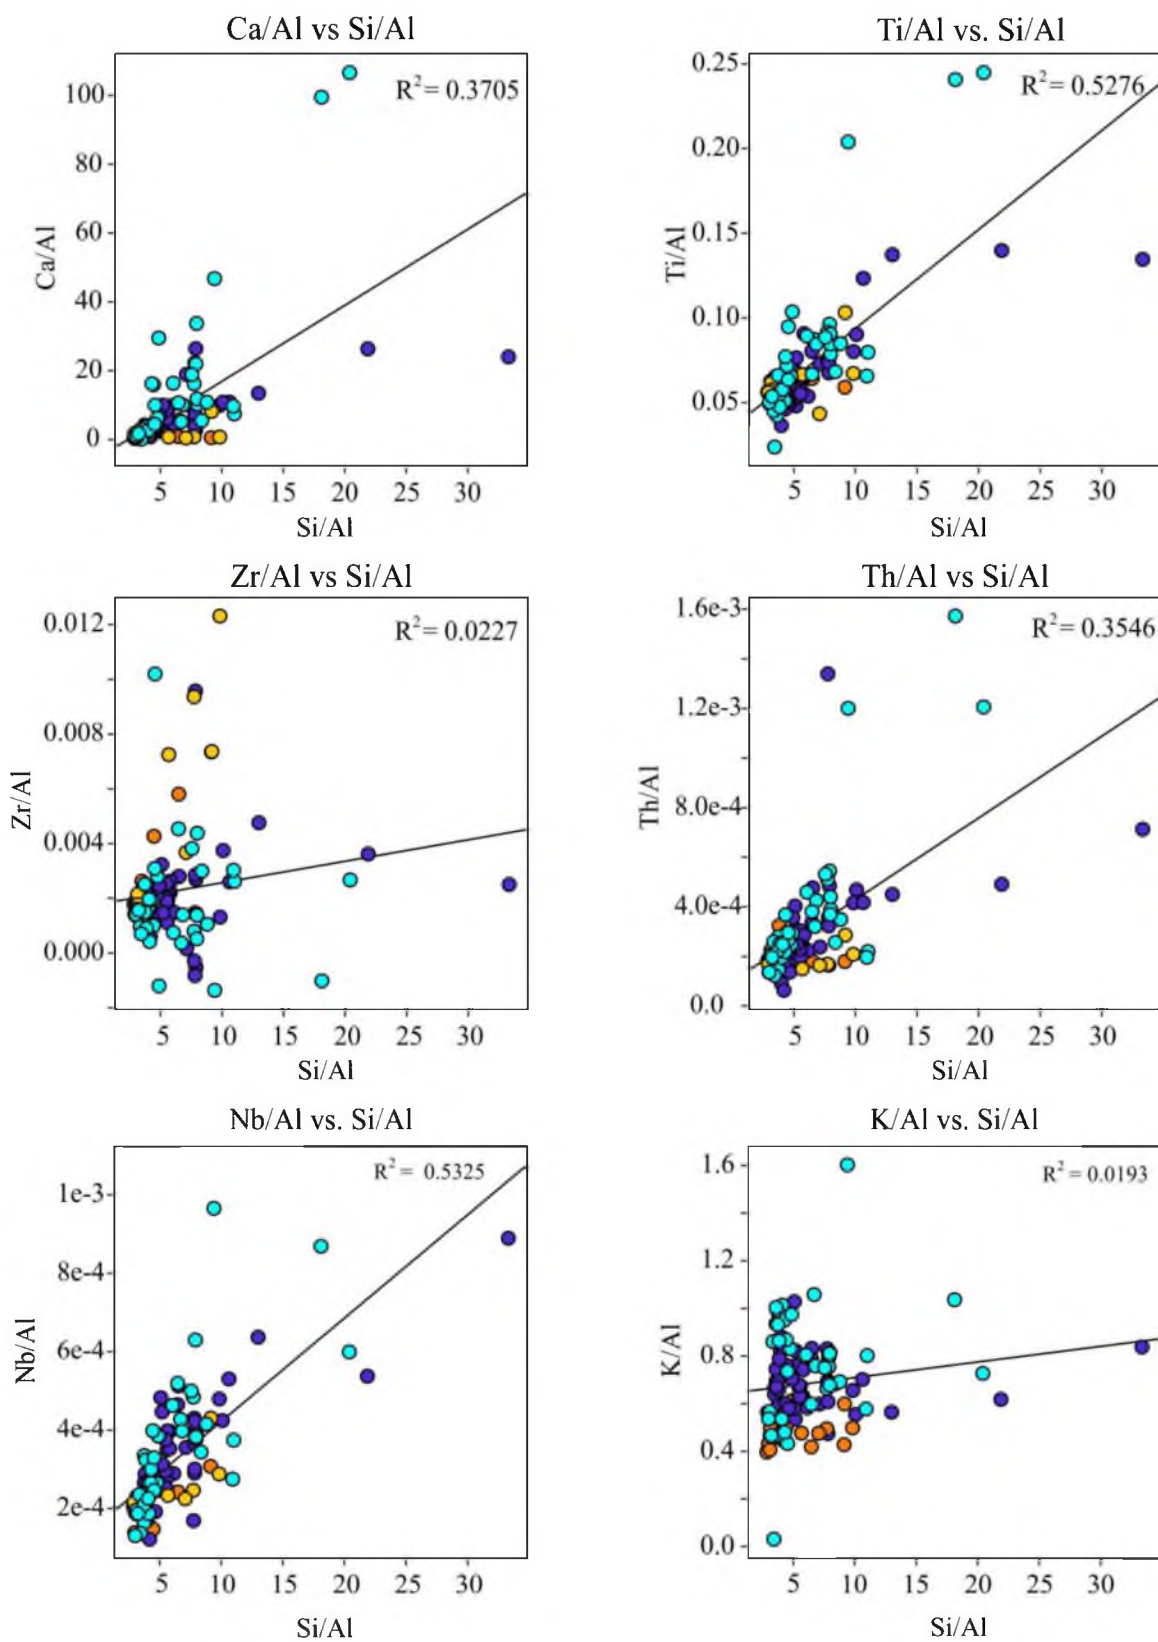 Ca/Al vs Si/Al
R²= 0.3705
100
80
60
40
20
0
Ca/Al
5 10 15 20 25 30
Si/Al
Ti/Al vs. Si/Al
R²= 0.5276
0.25
0.20
0.15
0.10
0.05
Ti/Al
5 10 15 20 25 30
Si/Al
Zr/Al vs Si/Al
R²= 0.0227
0.012
0.008
0.004
0.000
Zr/Al
5 10 15 20 25 30
Si/Al
Th/Al vs Si/Al
R²= 0.3546
1.6e-3
1.2e-3
8.0e-4
4.0e-4
0.0
Th/Al
5 10 15 20 25 30
Si/Al
Nb/Al vs. Si/Al
R² = 0.5325
1e-3
8e-4
6e-4
4e-4
2e-4
Nb/Al
5 10 15 20 25 30
Si/Al
K/Al vs. Si/Al
R² = 0.0193
1.6
1.2
0.8
0.4
0.0
K/Al
5 10 15 20 25 30
Si/Al